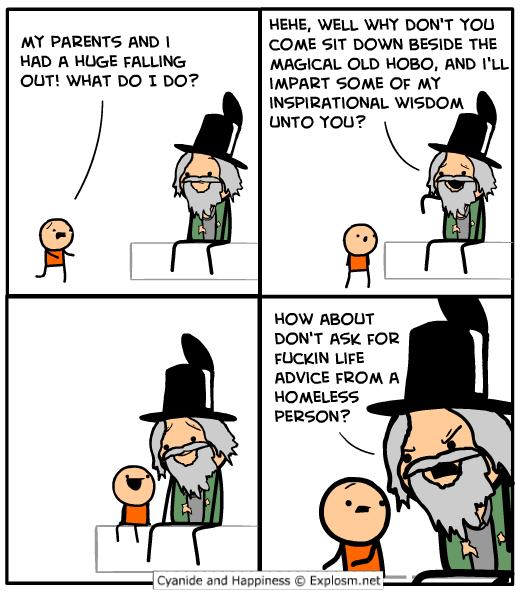 MY PARENTS AND I
HAD A HUGE FALLING
OUT! WHAT DO I DO?
HEHE, WELL WHY DON'T YOU
COME SIT DOWN BESIDE THE
MAGICAL OLD HOBO, AND I'LL
IMPART SOME OF MY
INSPIRATIONAL WISDOM
UNTO YOU?
HOW ABOUT
DON'T ASK FOR
FUCKIN LIFE
ADVICE FROM A
HOMELESS
PERSON?
Cyanide and Happiness © Explosm.net